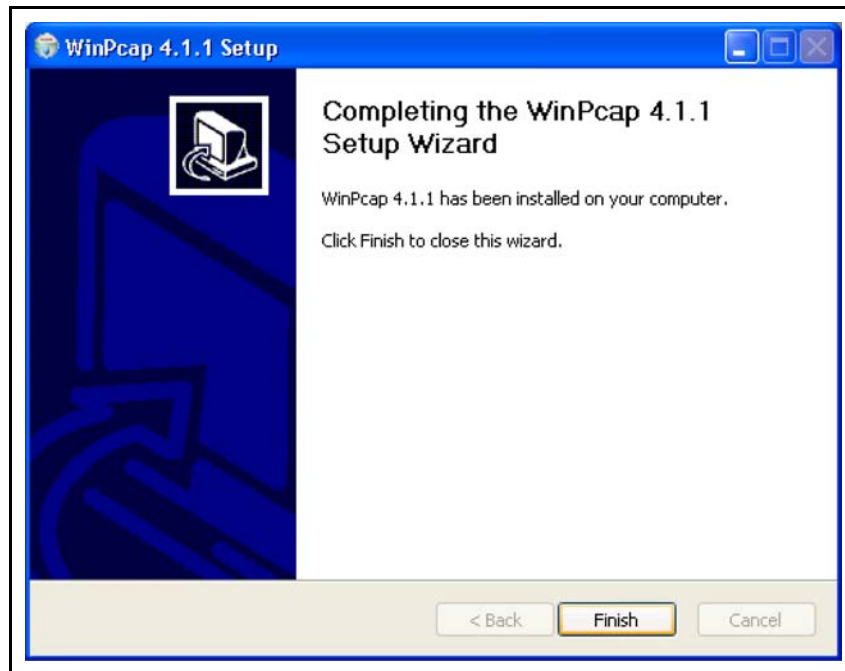 WinPcap 4.1.1 Setup
Completing the WinPcap 4.1.1
Setup Wizard
WinPcap 4.1.1 has been installed on your computer.
Click Finish to close this wizard.
< Back
Finish
Cancel